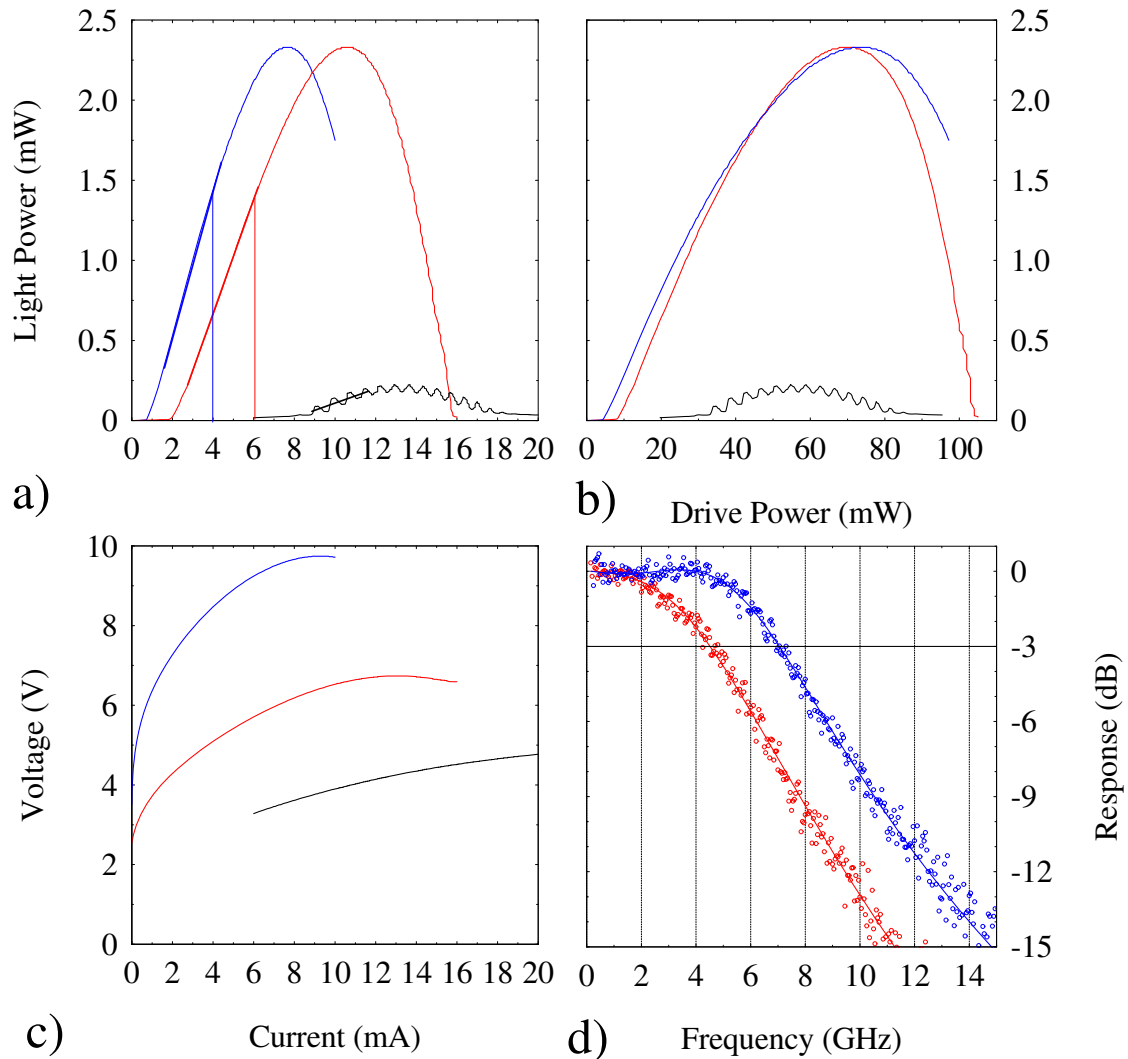 2.5
2.0
1.5
1.0
0.5
0
Light Power (mW)
0 2 4 6 8 10 12 14 16 18 20
a)
2.5
2.0
1.5
1.0
0.5
0
0 20 40 60 80 100
b)
Drive Power (mW)
10
8
6
4
2
0
Voltage (V)
0 2 4 6 8 10 12 14 16 18 20
c)
Current (mA)
0
-3
-6
-9
-12
-15
Response (dB)
0 2 4 6 8 10 12 14
d)
Frequency (GHz)